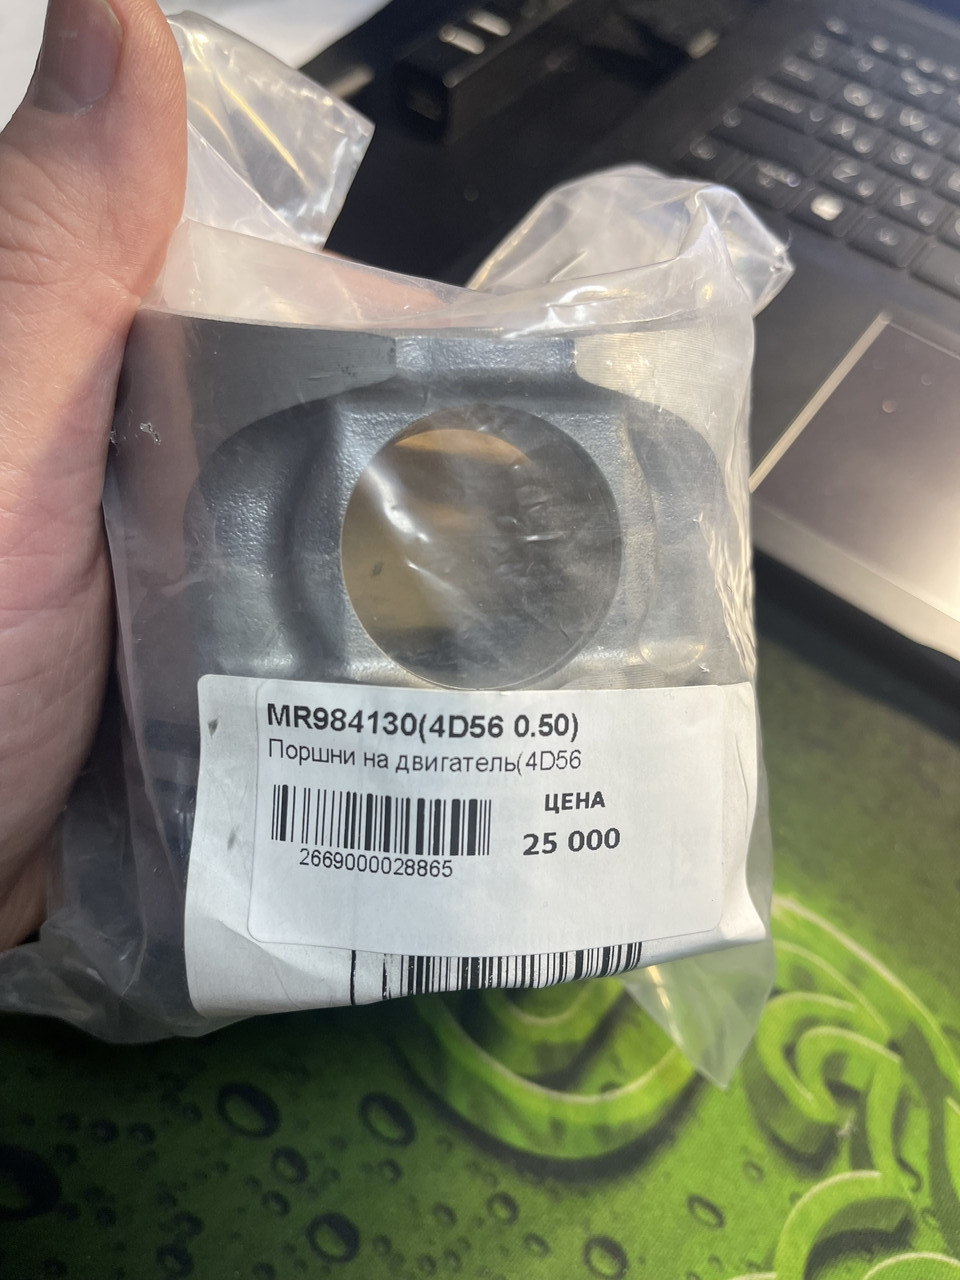 MR984130(4D56 0.50)
Поршни на двигатель(4D56
ЦЕНА
25 000
2669000028865